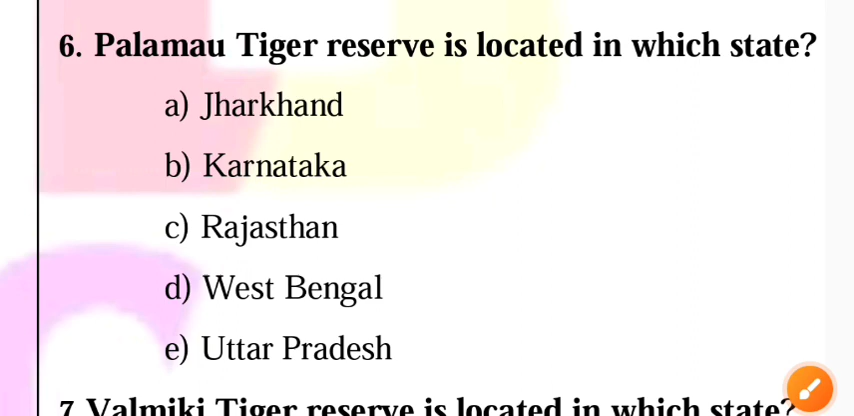 6. Palamau Tiger reserve is located in which state?
a) Jharkhand
b) Karnataka
c) Rajasthan
d) West Bengal
e) Uttar Pradesh
7 Valmiki Tiger reserve is located in which state?